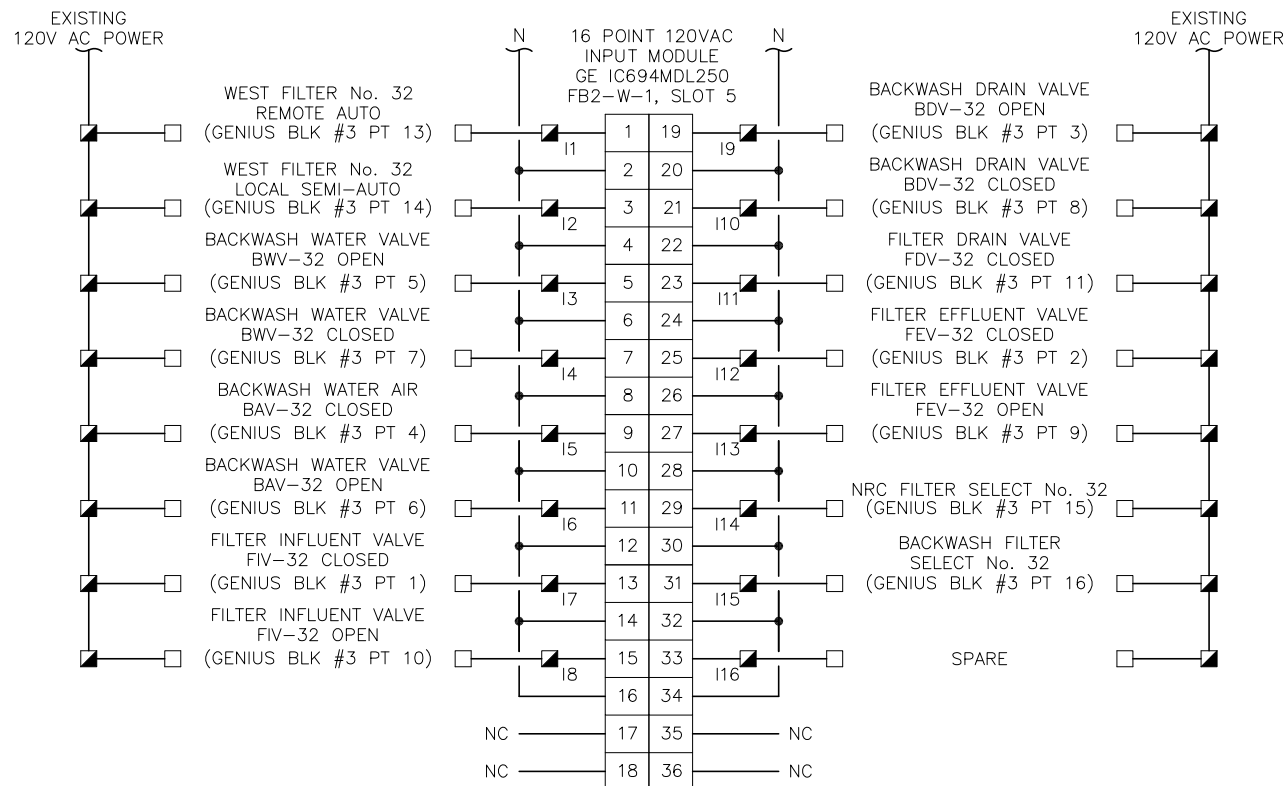 EXISTING
120V AC POWER
N
16 POINT 120VAC
INPUT MODULE
GE IC694MDL250
FB2-W-1, SLOT 5
N
EXISTING
120V AC POWER
WEST FILTER No. 32
REMOTE AUTO
(GENIUS BLK #3 PT 13)
I1
1 19
I9
BACKWASH DRAIN VALVE
BDV-32 OPEN
(GENIUS BLK #3 PT 3)
2 20
WEST FILTER No. 32
LOCAL SEMI-AUTO
(GENIUS BLK #3 PT 14)
I2
3 21
I10
BACKWASH DRAIN VALVE
BDV-32 CLOSED
(GENIUS BLK #3 PT 8)
4 22
BACKWASH WATER VALVE
BWV-32 OPEN
(GENIUS BLK #3 PT 5)
I3
5 23
I11
FILTER DRAIN VALVE
FDV-32 CLOSED
(GENIUS BLK #3 PT 11)
6 24
BACKWASH WATER VALVE
BWV-32 CLOSED
(GENIUS BLK #3 PT 7)
I4
7 25
I12
FILTER EFFLUENT VALVE
FEV-32 CLOSED
(GENIUS BLK #3 PT 2)
8 26
BACKWASH WATER AIR
BAV-32 CLOSED
(GENIUS BLK #3 PT 4)
I5
9 27
I13
FILTER EFFLUENT VALVE
FEV-32 OPEN
(GENIUS BLK #3 PT 9)
10 28
BACKWASH WATER VALVE
BAV-32 OPEN
(GENIUS BLK #3 PT 6)
I6
11 29
I14
NRC FILTER SELECT No. 32
(GENIUS BLK #3 PT 15)
12 30
FILTER INFLUENT VALVE
FIV-32 CLOSED
(GENIUS BLK #3 PT 1)
I7
13 31
I15
BACKWASH FILTER
SELECT No. 32
(GENIUS BLK #3 PT 16)
14 32
FILTER INFLUENT VALVE
FIV-32 OPEN
(GENIUS BLK #3 PT 10)
I8
15 33
I16
SPARE
16 34
NC 17 35 NC
NC 18 36 NC